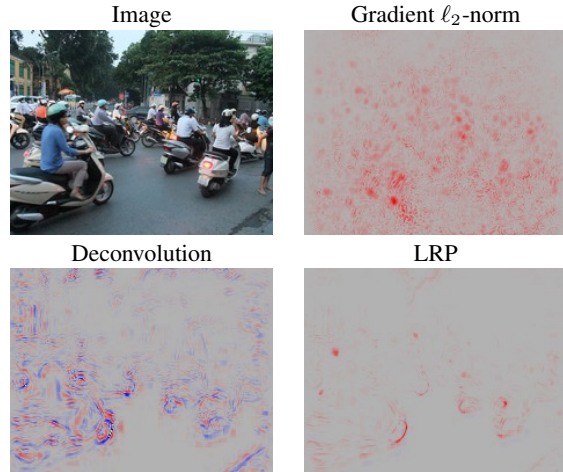 Image
Gradient ℓ₂-norm
Deconvolution
LRP